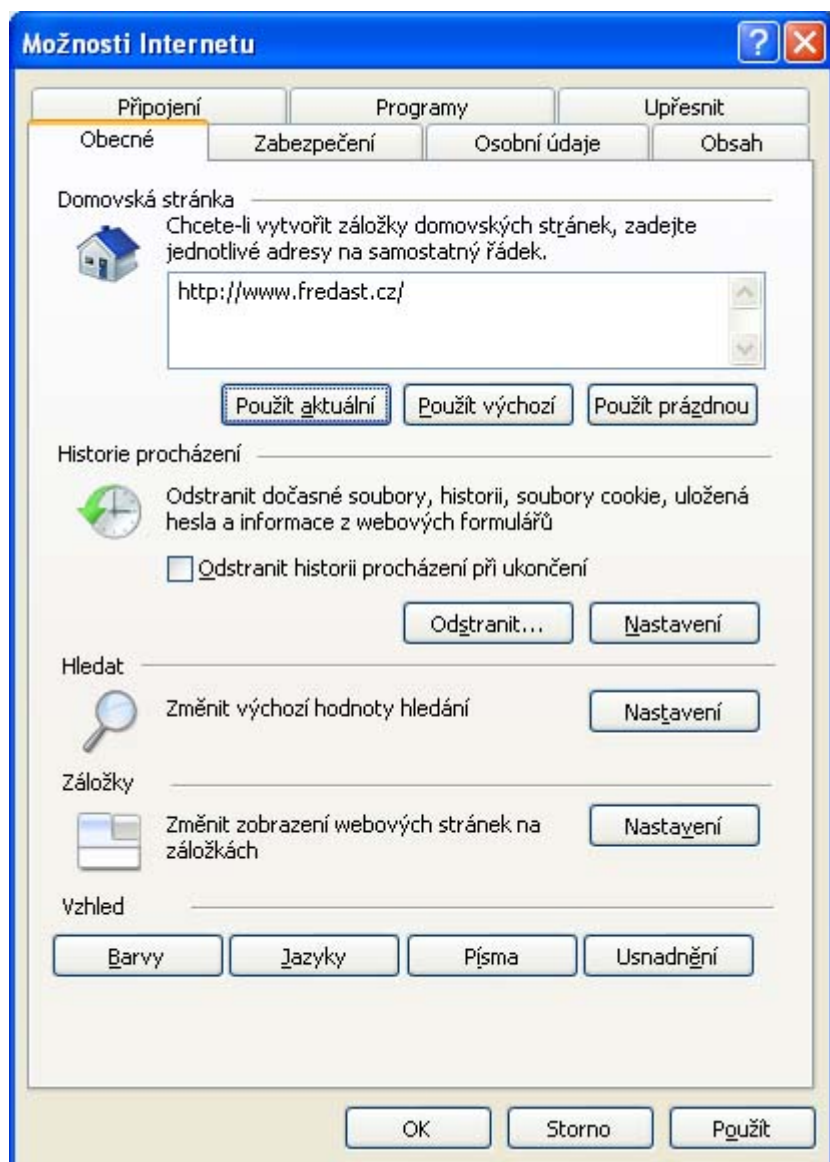 Možnosti Internetu
Připojení Programy Upřesnit
Obecné Zabezpečení Osobní údaje Obsah
Domovská stránka
Chcete-li vytvořit záložky domovských stránek, zadejte
jednotlivé adresy na samostatný řádek.
http://www.fredast.cz/
Použít aktuální Použít výchozí Použít prázdnou
Historie procházení
Odstranit dočasné soubory, historii, soubory cookie, uložená
hesla a informace z webových formulářů
Odstranit historii procházení při ukončení
Odstranit... Nastavení
Hledat
Změnit výchozí hodnoty hledání Nastavení
Záložky
Změnit zobrazení webových stránek na
záložkách
Nastavení
Vzhled
Barvy Jazyky Písma Usnadnění
OK Storno Použít